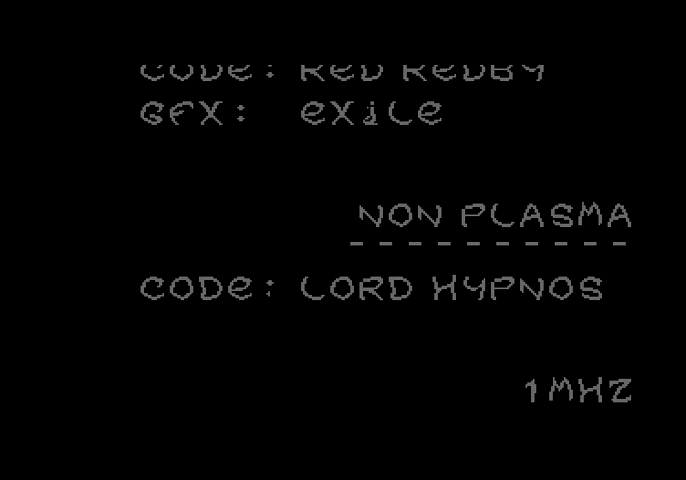 CODe: ReD ReDBY
GFX: eXiLe
NON PLASMA
----------
CODe: LORD HYPNOS
1MHZ